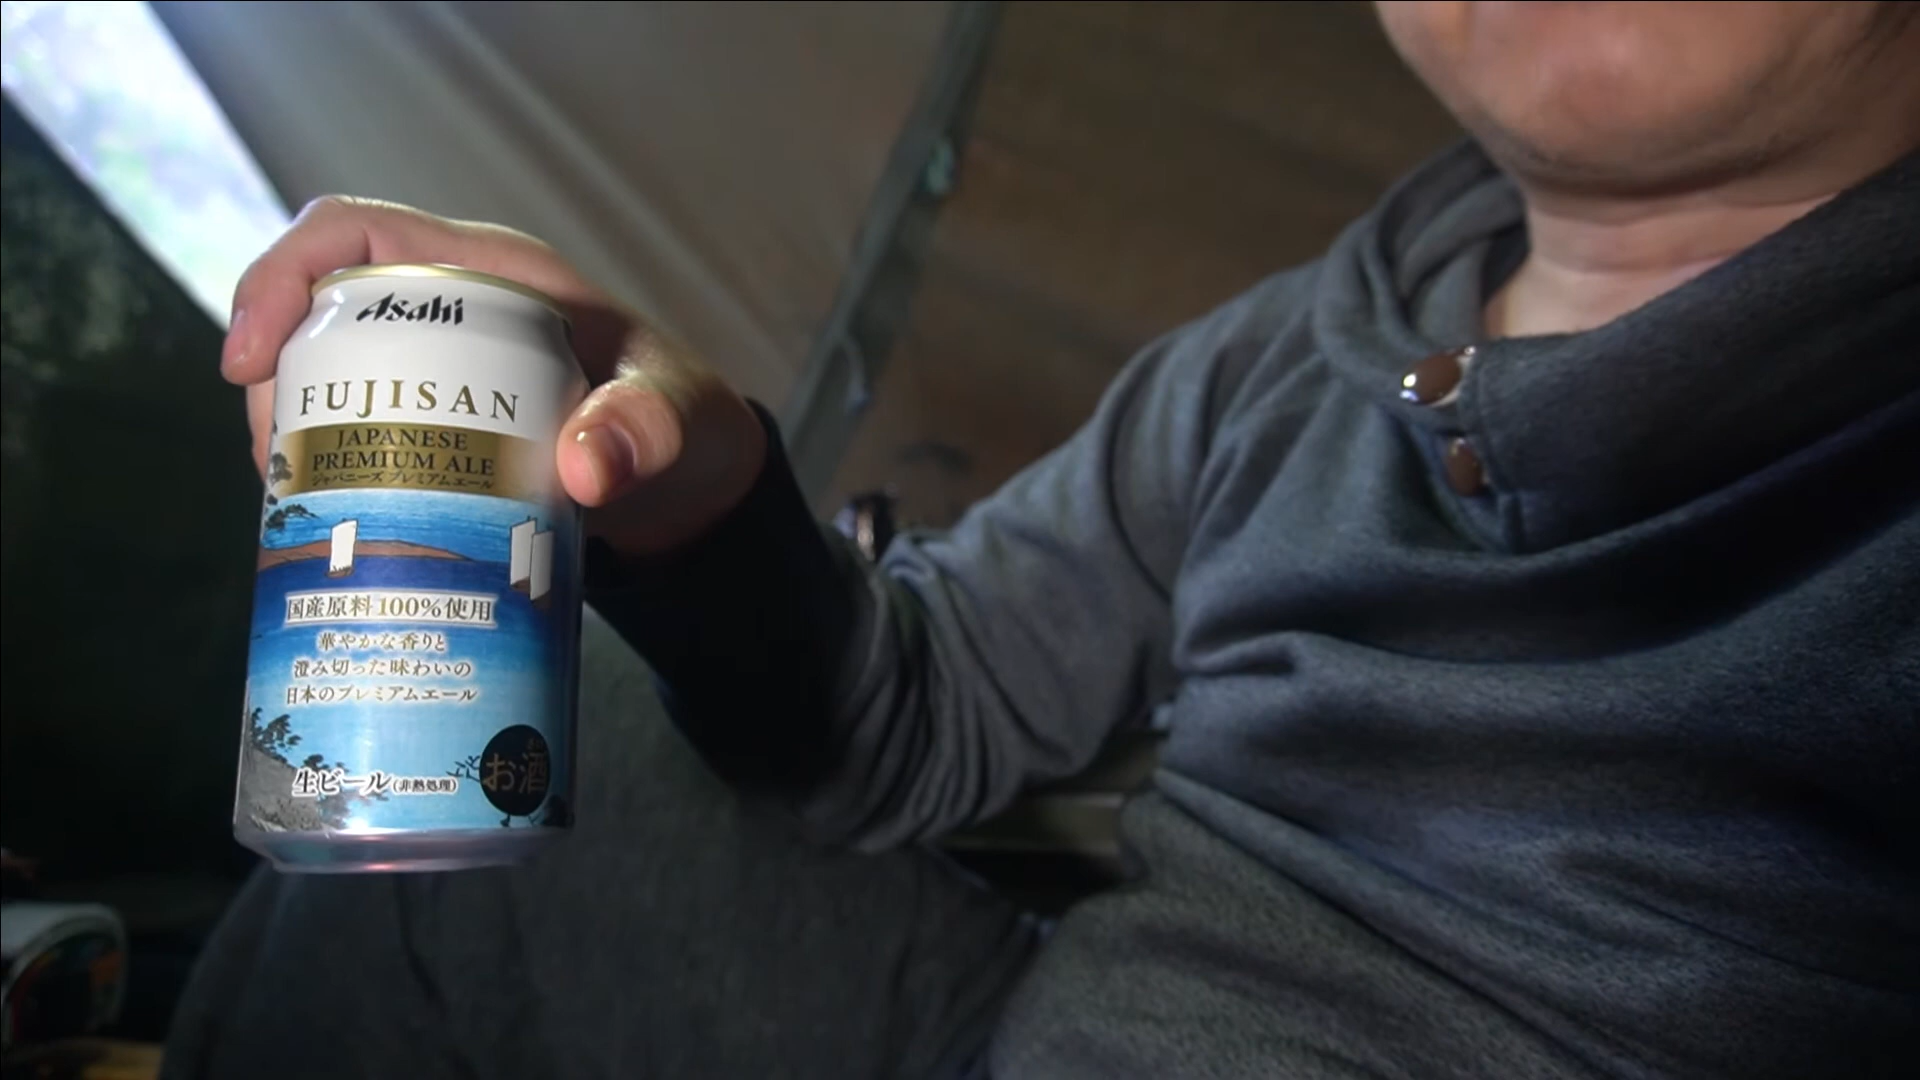 Asahi
FUJISAN
JAPANESE
PREMIUM ALE
ジャパニーズ プレミアムエール
国産原料100%使用
華やかな香りと
澄み切った味わいの
日本のプレミアムエール
生ビール(非熱処理)
お酒